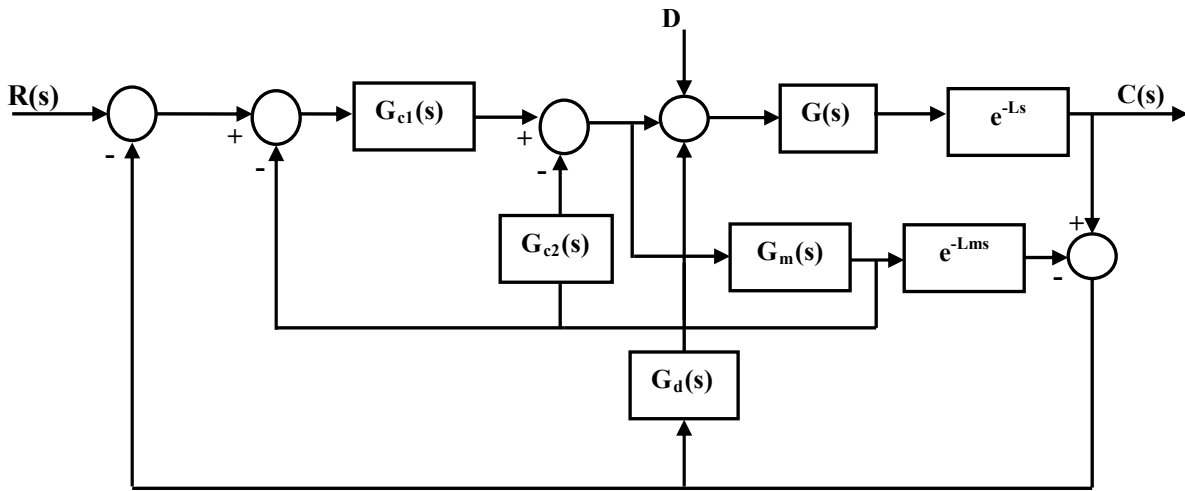 D
R(s)
G_c1(s)
G(s)
e^-Ls
C(s)
+
-
+
-
+
-
G_c2(s)
G_m(s)
e^-Lms
+
-
G_d(s)